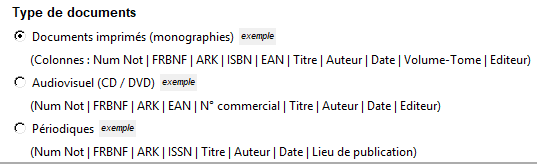 Type de documents
Documents imprimés (monographies) exemple
(Colonnes : Num Not | FRBNF | ARK | ISBN | EAN | Titre | Auteur | Date | Volume-Tome | Editeur)
Audiovisuel (CD / DVD) exemple
(Num Not | FRBNF | ARK | EAN | N° commercial | Titre | Auteur | Date | Editeur)
Périodiques exemple
(Num Not | FRBNF | ARK | ISSN | Titre | Auteur | Date | Lieu de publication)